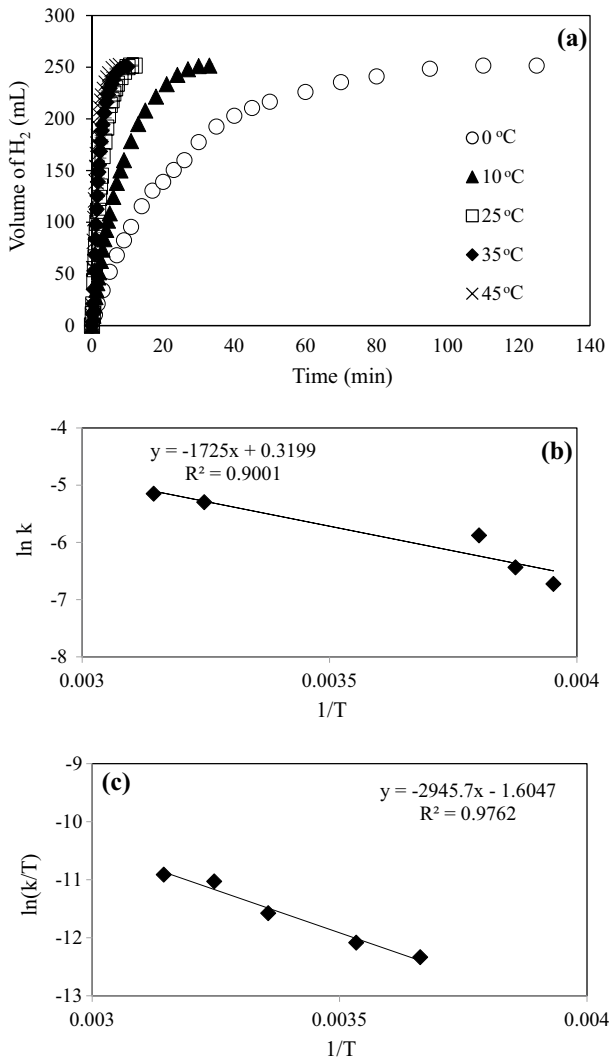 (a)
300
250
200
150
100
50
0
Volume of H₂ (mL)
0 °C
10 °C
25 °C
35 °C
45 °C
0 20 40 60 80 100 120 140
Time (min)
(b)
y = -1725x + 0.3199
R² = 0.9001
-4
-5
-6
-7
-8
ln k
0.003 0.0035 0.004
1/T
(c)
y = -2945.7x - 1.6047
R² = 0.9762
-9
-10
-11
-12
-13
ln(k/T)
0.003 0.0035 0.004
1/T